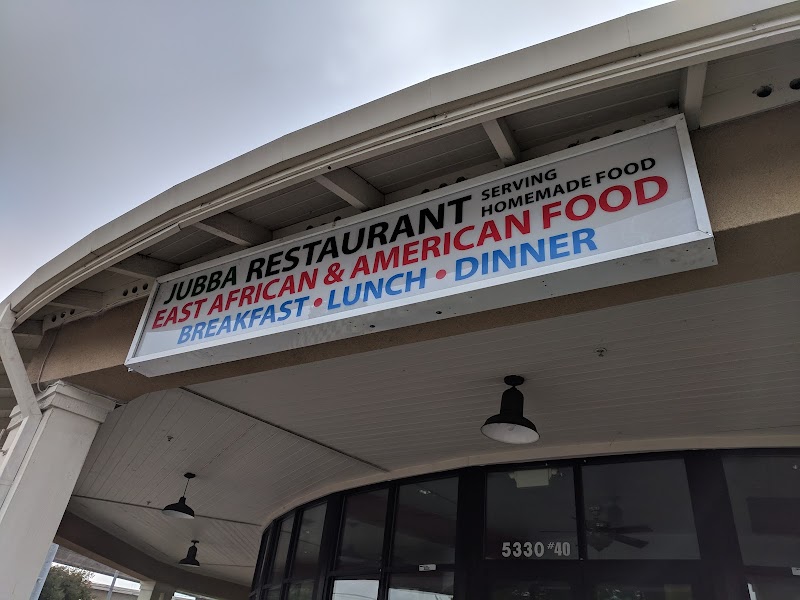 JUBBA RESTAURANT SERVING HOMEMADE FOOD
EAST AFRICAN & AMERICAN FOOD
BREAKFAST • LUNCH • DINNER
5330 #40